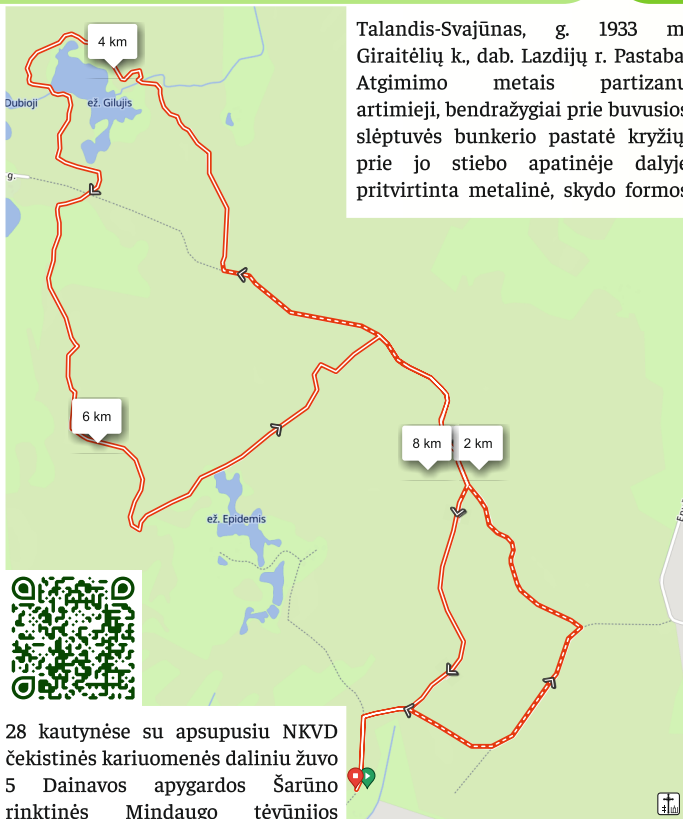 Talandis-Svajūnas, g. 1933 m
Giraitėlių k., dab. Lazdijų r. Pastaba
Atgimimo metais partizanu
artimieji, bendražygiai prie buvusios
slėptuvės bunkerio pastatė kryžių
prie jo stiebo apatinėje dalyje
pritvirtinta metalinė, skydo formos
4 km
Dubioji
ež. Gilujis
g.
6 km
8 km
2 km
ež. Epidemis
28 kautynėse su apsupusiu NKVD
čekistinės kariuomenės daliniu žuvo
5 Dainavos apygardos Šarūno
rinktinės Mindaugo tėvūnijos